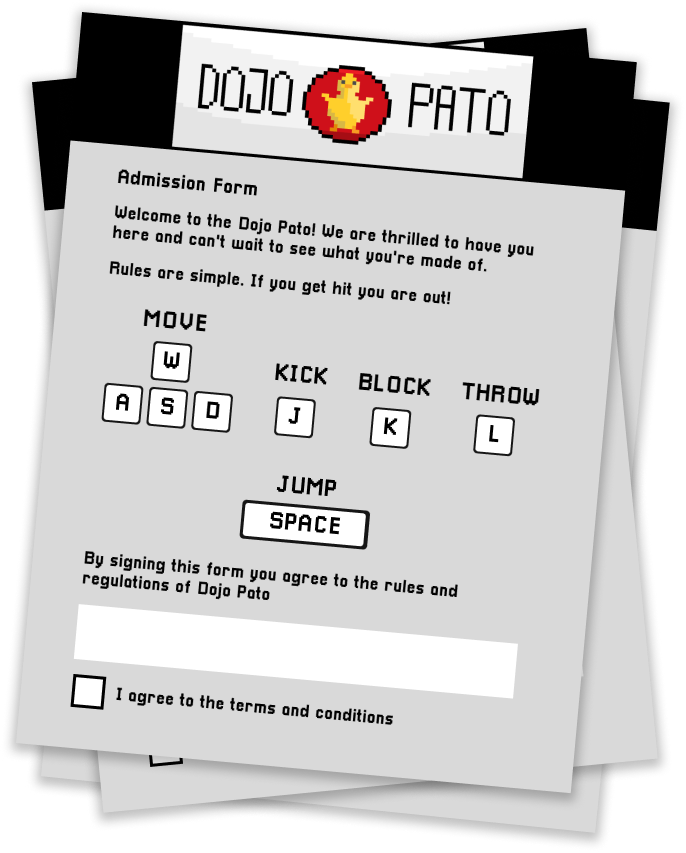 DOJO PATO
Admission Form
Welcome to the Dojo Pato! We are thrilled to have you
here and can't wait to see what you're made of.
Rules are simple. If you get hit you are out!
MOVE
W
A S D
KICK
J
BLOCK
K
THROW
L
JUMP
SPACE
By signing this form you agree to the rules and
regulations of Dojo Pato
I agree to the terms and conditions